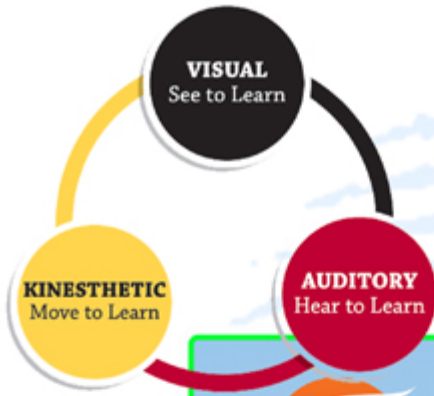 VISUAL
See to Learn
KINESTHETIC
Move to Learn
AUDITORY
Hear to Learn